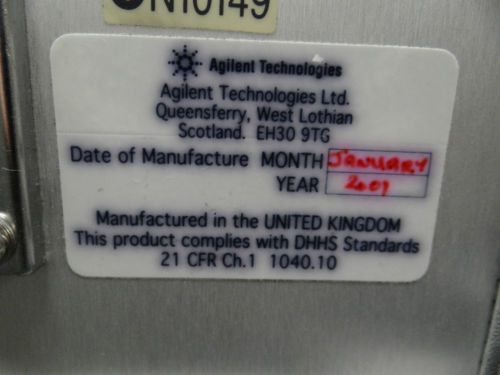 N10149
Agilent Technologies
Agilent Technologies Ltd.
Queensferry, West Lothian
Scotland. EH30 9TG
Date of Manufacture MONTH JANUARY
YEAR 2001
Manufactured in the UNITED KINGDOM
This product complies with DHHS Standards
21 CFR Ch.1 1040.10